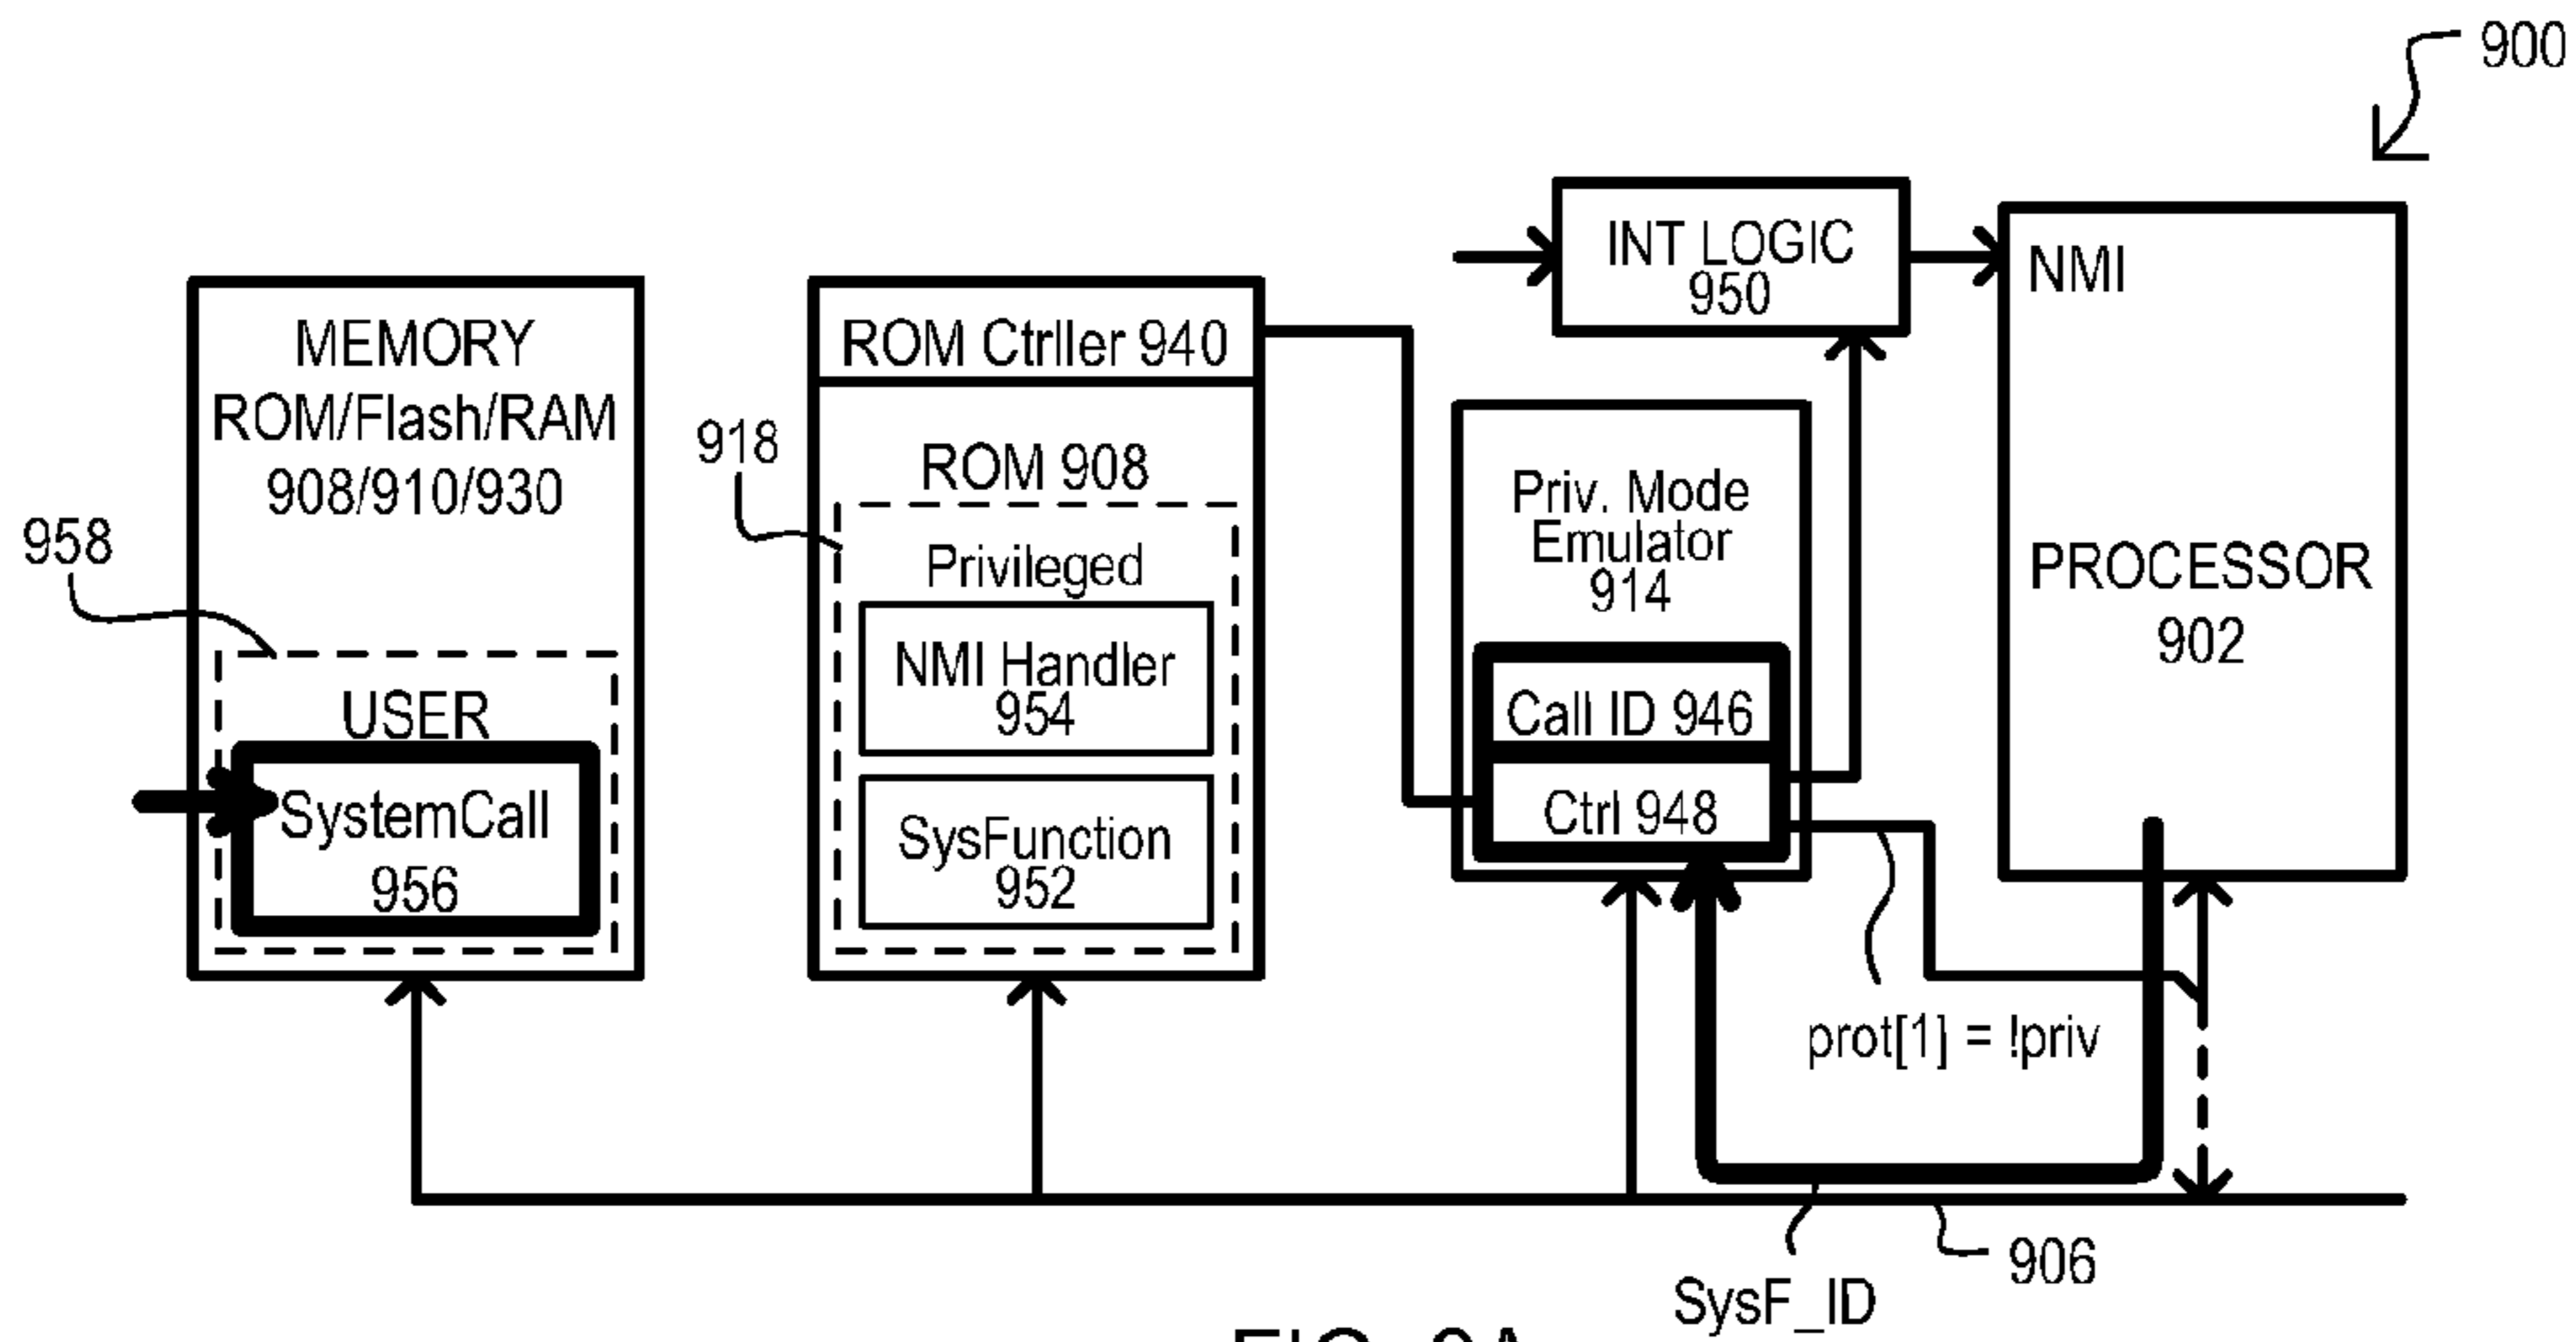 900
MEMORY
ROM/Flash/RAM
908/910/930
958
USER
SystemCall
956
ROM Ctrller 940
918
ROM 908
Privileged
NMI Handler
954
SysFunction
952
INT LOGIC
950
Priv. Mode
Emulator
914
Call ID 946
Ctrl 948
NMI
PROCESSOR
902
prot[1] = !priv
906
SysF_ID